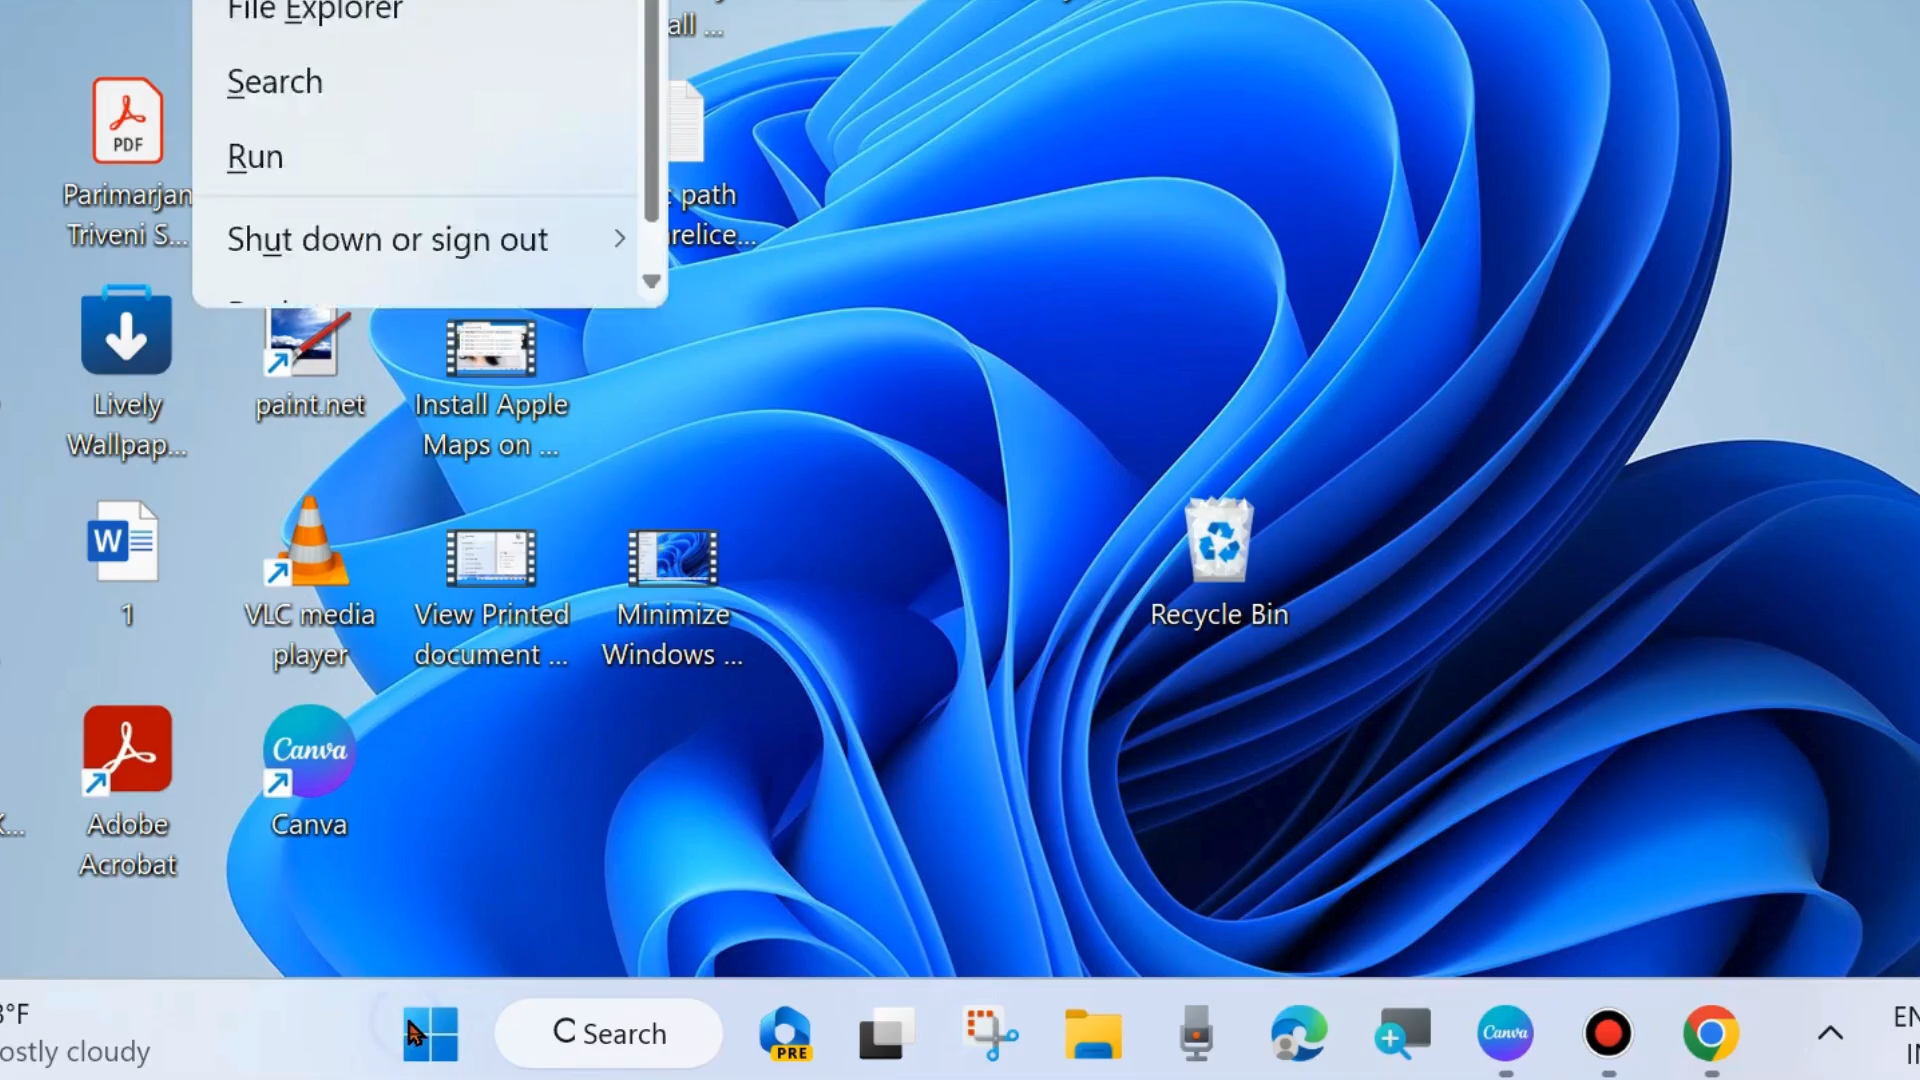 File Explorer
all ...
Search
Run
PDF
Parimarjan
Triveni S...
path
relice...
Shut down or sign out
Lively
Wallpap...
paint.net
Install Apple
Maps on ...
W
1
VLC media
player
View Printed
document ...
Minimize
Windows ...
Recycle Bin
Canva
Adobe
Acrobat
Canva
°F
ostly cloudy
Search
PRE
Canva
EN
IN